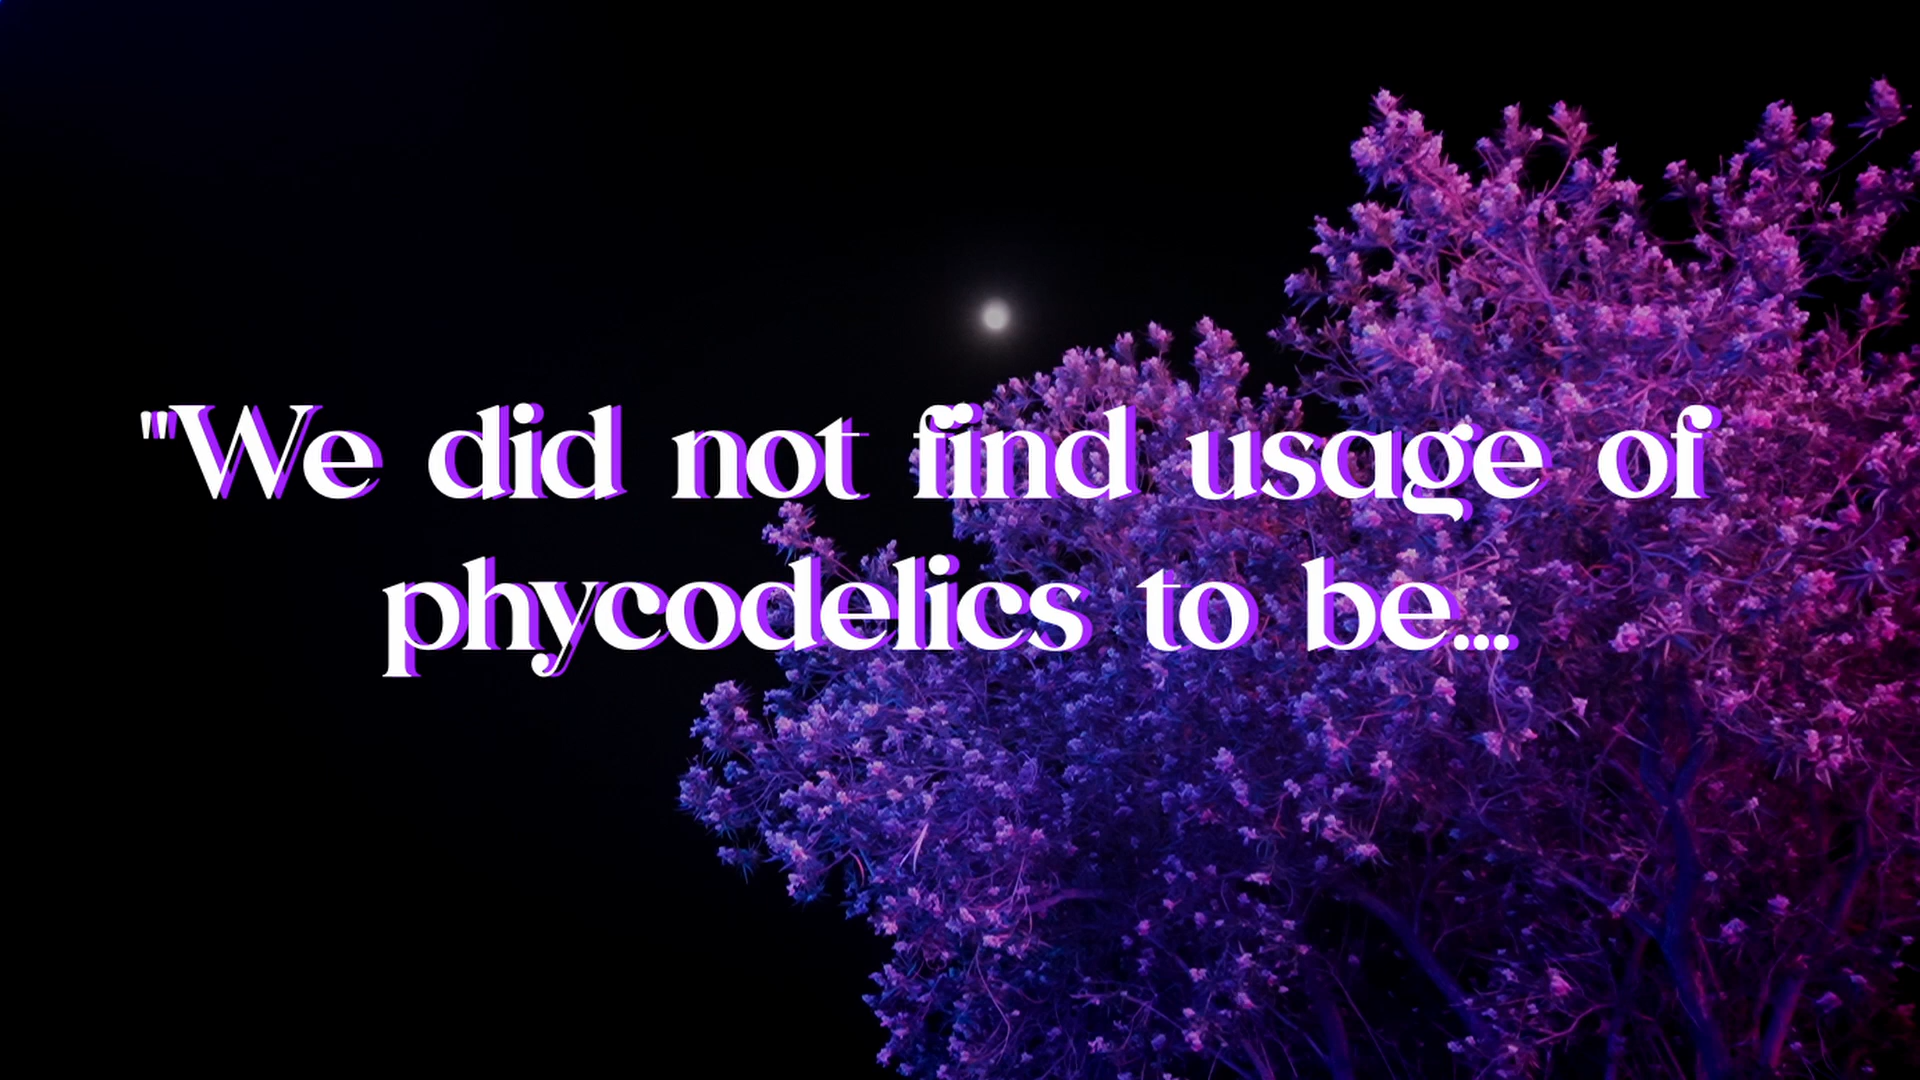 "'We did not find usage of
phycodelics to be...